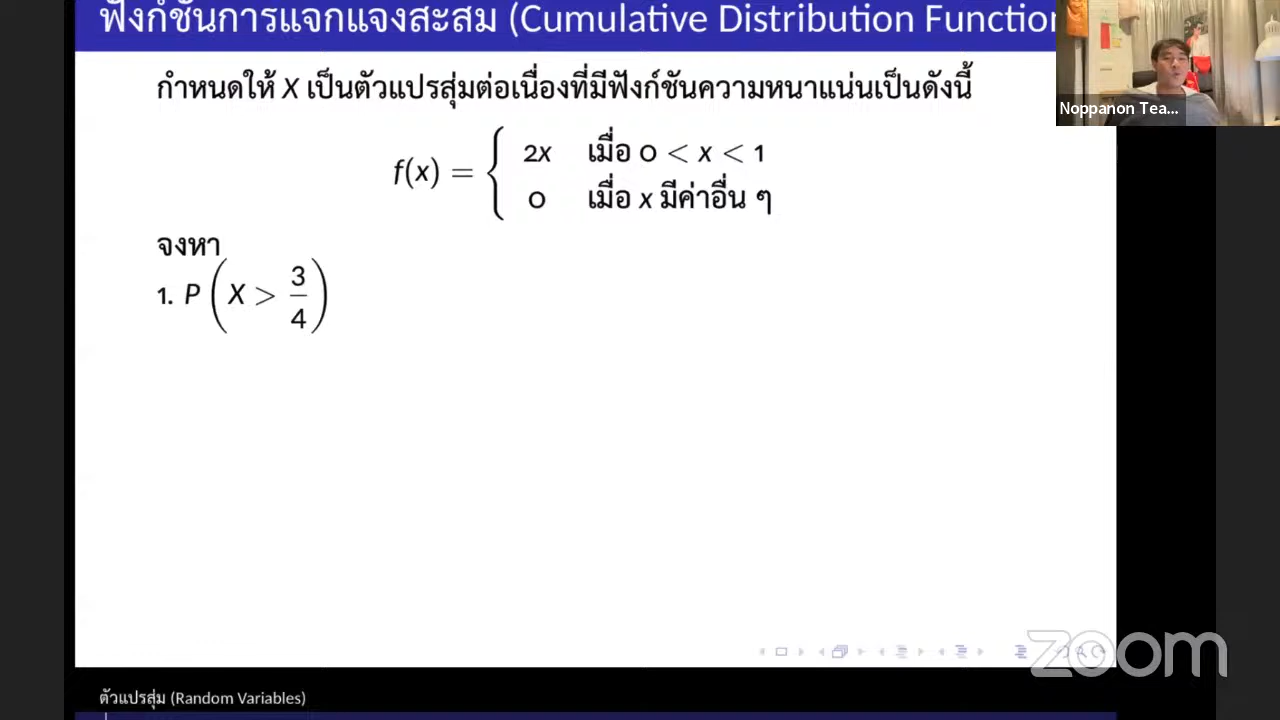 ฟังก์ชันการแจกแจงสะสม (Cumulative Distribution Function
กำหนดให้ X เป็นตัวแปรสุ่มต่อเนื่องที่มีฟังก์ชันความหนาแน่นเป็นดังนี้
f(x) = { 2x เมื่อ 0 < x < 1
0 เมื่อ x มีค่าอื่น ๆ
จงหา
1. P(X > 3/4)
Noppanon Tea...
zoom
ตัวแปรสุ่ม (Random Variables)